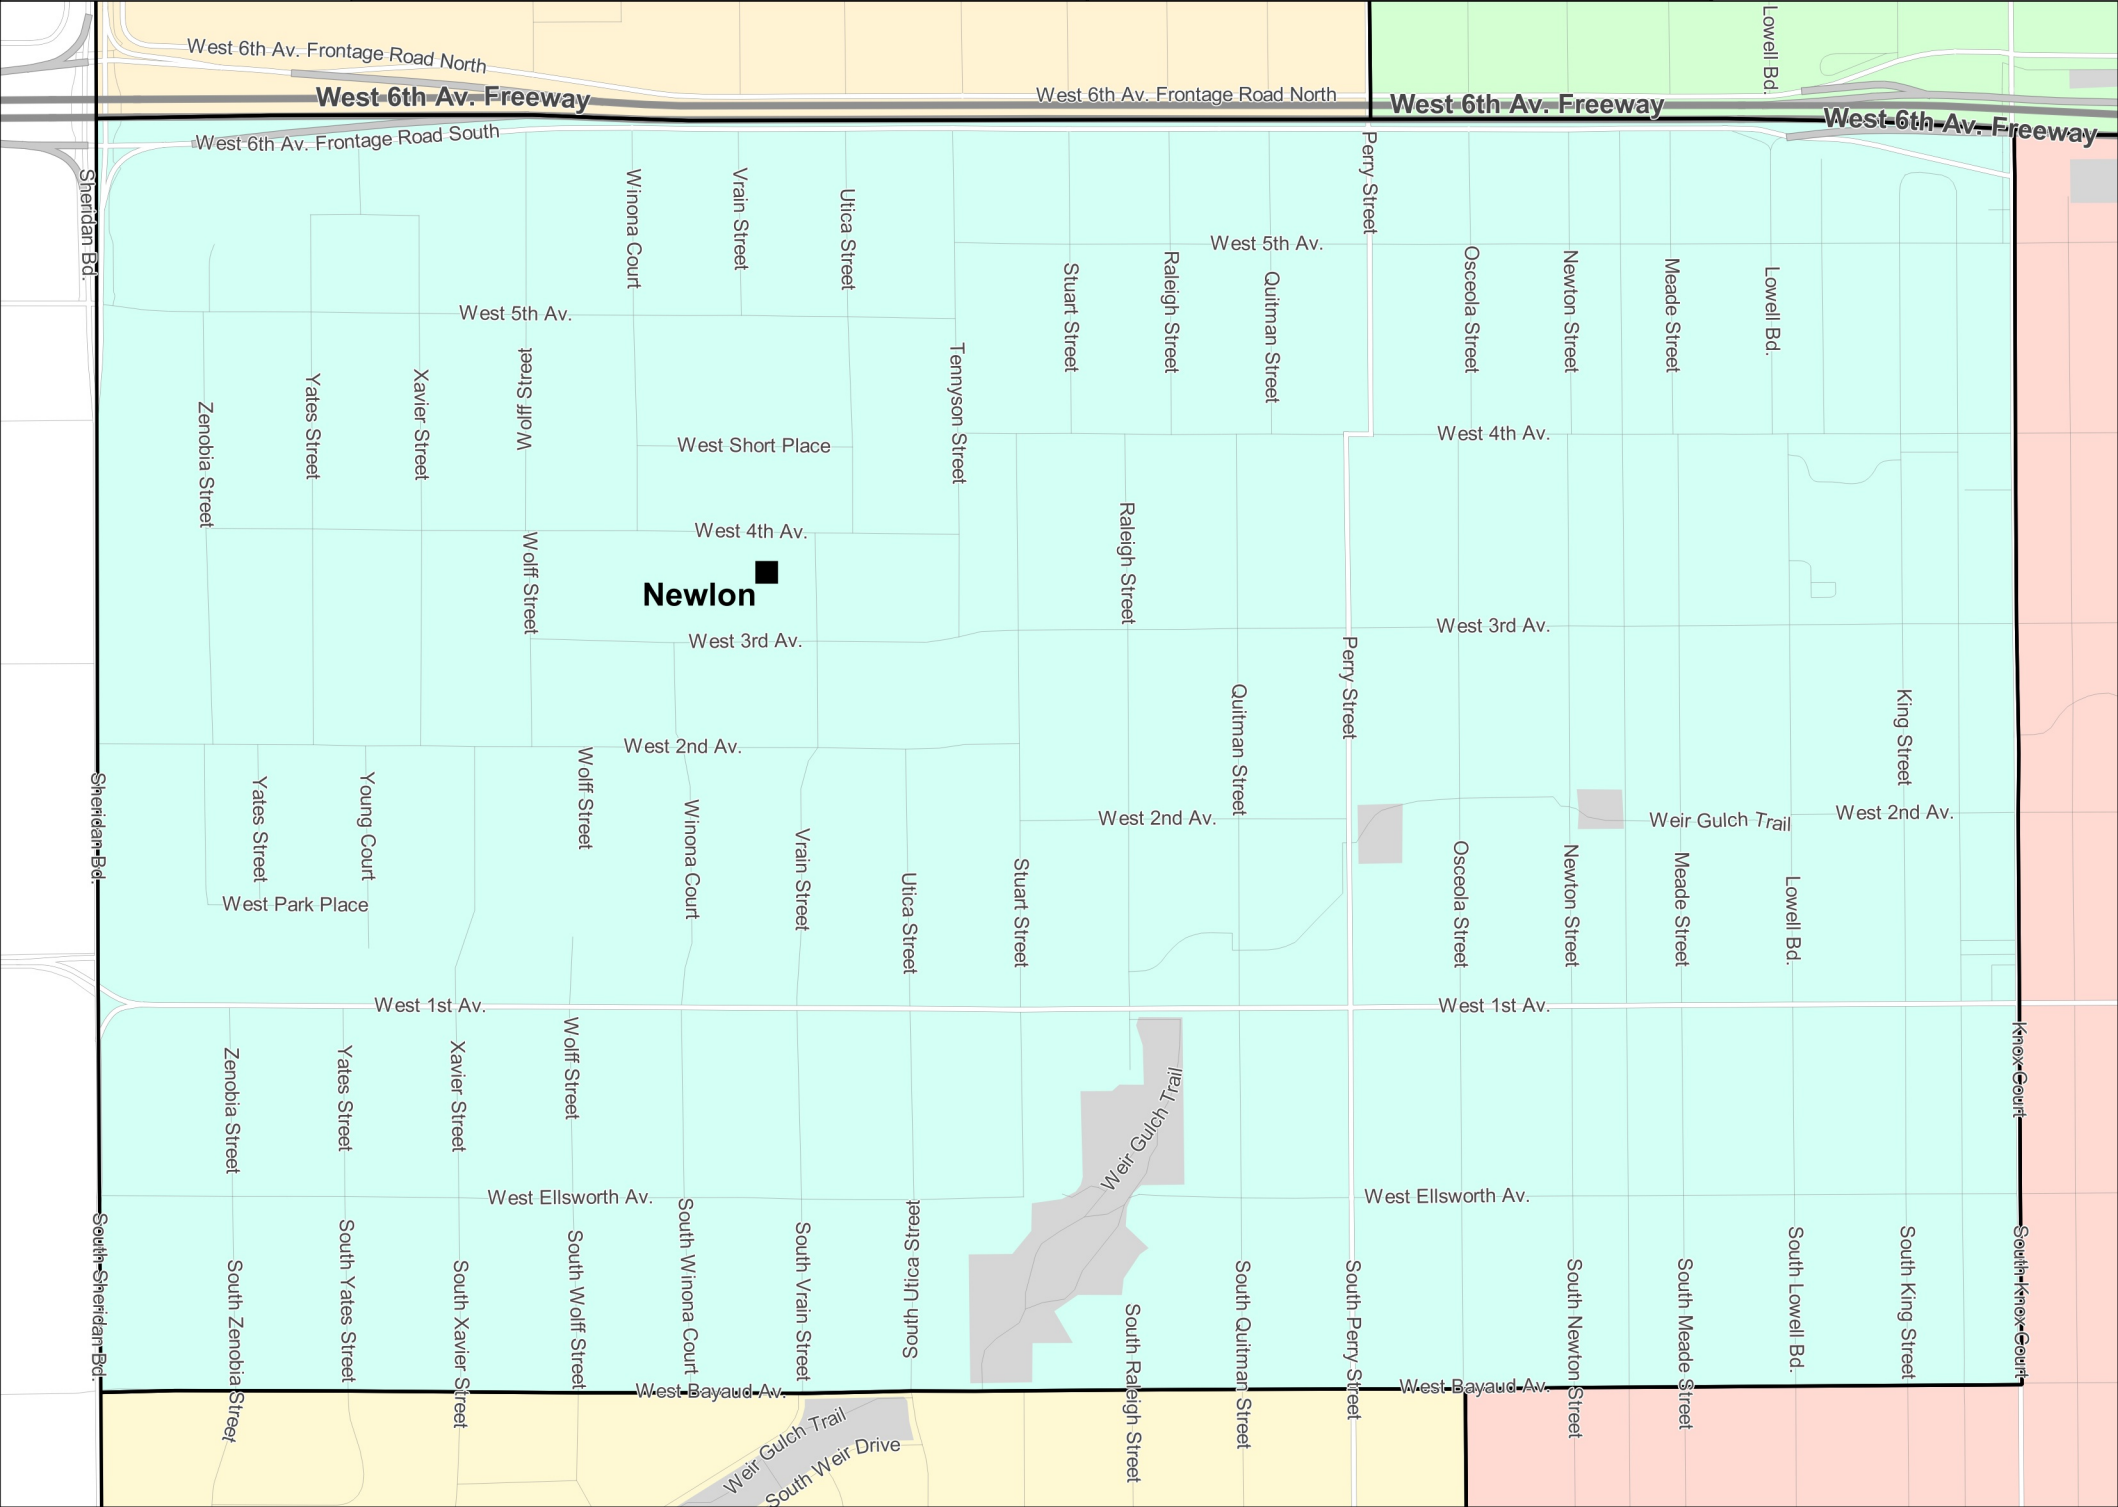 Lowell Bd.
West 6th Av. Frontage Road North
West 6th Av. Freeway
West 6th Av. Frontage Road North
West 6th Av. Freeway
West 6th Av. Freeway
West 6th Av. Frontage Road South
Sheridan Bd.
Winona Court
Vrain Street
Utica Street
Perry Street
West 5th Av.
Stuart Street
Raleigh Street
Quitman Street
Osceola Street
Newton Street
Meade Street
Lowell Bd.
West 5th Av.
Zenobia Street
Yates Street
Xavier Street
Wolff Street
Tennyson Street
West Short Place
West 4th Av.
West 4th Av.
Wolff Street
Newlon
Raleigh Street
West 3rd Av.
West 3rd Av.
Perry Street
Quitman Street
King Street
West 2nd Av.
Sheridan Bd.
Yates Street
Young Court
Wolff Street
Winona Court
Vrain Street
Utica Street
Stuart Street
West 2nd Av.
Weir Gulch Trail
West 2nd Av.
Osceola Street
Newton Street
Meade Street
Lowell Bd.
West Park Place
West 1st Av.
West 1st Av.
Zenobia Street
Yates Street
Xavier Street
Wolff Street
Weir Gulch Trail
Knox Court
West Ellsworth Av.
West Ellsworth Av.
South Sheridan Bd.
South Zenobia Street
South Yates Street
South Xavier Street
South Wolff Street
South Winona Court
South Vrain Street
South Utica Street
South Raleigh Street
South Quitman Street
South Perry Street
South Newton Street
South Meade Street
South Lowell Bd.
South King Street
South Knox Court
West Bayaud Av.
West Bayaud Av.
Weir Gulch Trail
South Weir Drive